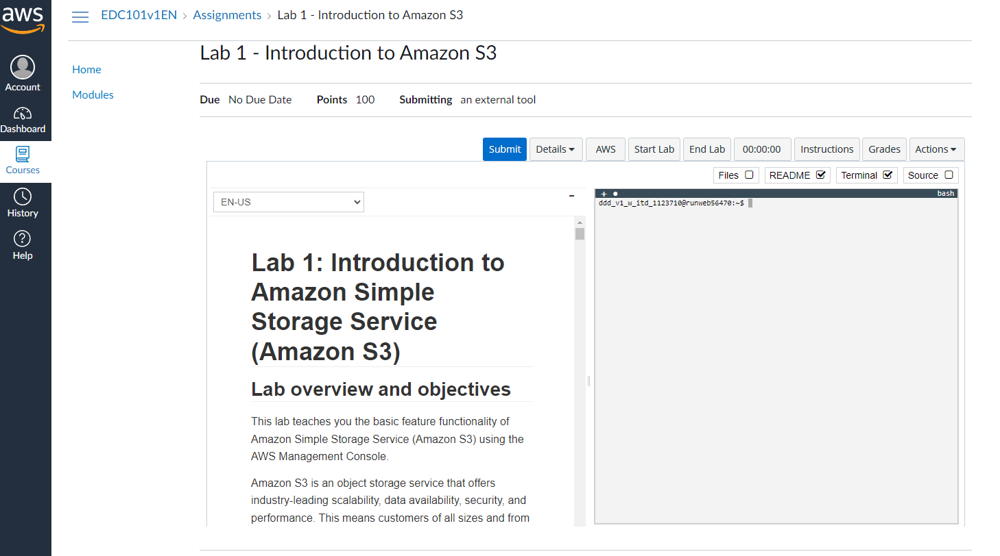 aws
Account
Dashboard
Courses
History
Help
EDC101v1EN > Assignments > Lab 1 - Introduction to Amazon S3
Home
Modules
Lab 1 - Introduction to Amazon S3
Due No Due Date Points 100 Submitting an external tool
Submit Details AWS Start Lab End Lab 00:00:00 Instructions Grades Actions
Files README Terminal Source
EN-US
-
Lab 1: Introduction to
Amazon Simple
Storage Service
(Amazon S3)
Lab overview and objectives
This lab teaches you the basic feature functionality of
Amazon Simple Storage Service (Amazon S3) using the
AWS Management Console.
Amazon S3 is an object storage service that offers
industry-leading scalability, data availability, security, and
performance. This means customers of all sizes and from
+ bash
ddd_v1_w_itd_1123710@runweb56470:~$